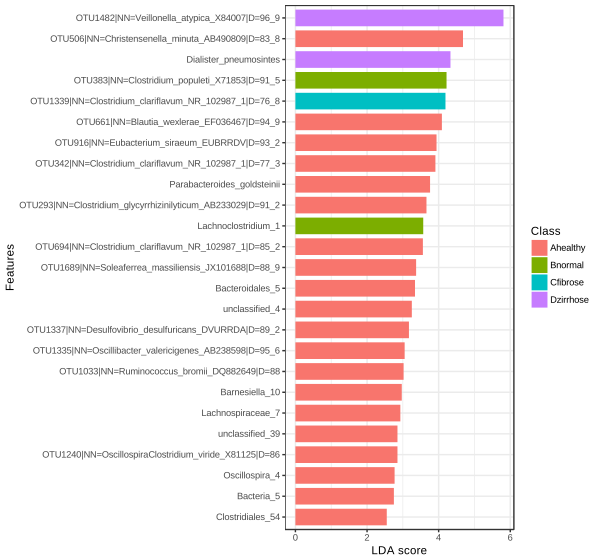 OTU1482|NN=Veillonella_atypica_X84007|D=96_9
OTU506|NN=Christensenella_minuta_AB490809|D=83_8
Dialister_pneumosintes
OTU383|NN=Clostridium_populeti_X71853|D=91_5
OTU1339|NN=Clostridium_clariflavum_NR_102987_1|D=76_8
OTU661|NN=Blautia_wexlerae_EF036467|D=94_9
OTU916|NN=Eubacterium_siraeum_EUBRRDV|D=93_2
OTU342|NN=Clostridium_clariflavum_NR_102987_1|D=77_3
Parabacteroides_goldsteinii
OTU293|NN=Clostridium_glycyrrhizinilyticum_AB233029|D=91_2
Lachnoclostridium_1
OTU694|NN=Clostridium_clariflavum_NR_102987_1|D=85_2
OTU1689|NN=Soleaferrea_massiliensis_JX101688|D=88_9
Bacteroidales_5
unclassified_4
OTU1337|NN=Desulfovibrio_desulfuricans_DVURRDA|D=89_2
OTU1335|NN=Oscillibacter_valericigenes_AB238598|D=95_6
OTU1033|NN=Ruminococcus_bromii_DQ882649|D=88
Barnesiella_10
Lachnospiraceae_7
unclassified_39
OTU1240|NN=OscillospiraClostridium_viride_X81125|D=86
Oscillospira_4
Bacteria_5
Clostridiales_54
Features
0 2 4 6
LDA score
Class
Ahealthy
Bnormal
Cfibrose
Dzirrhose